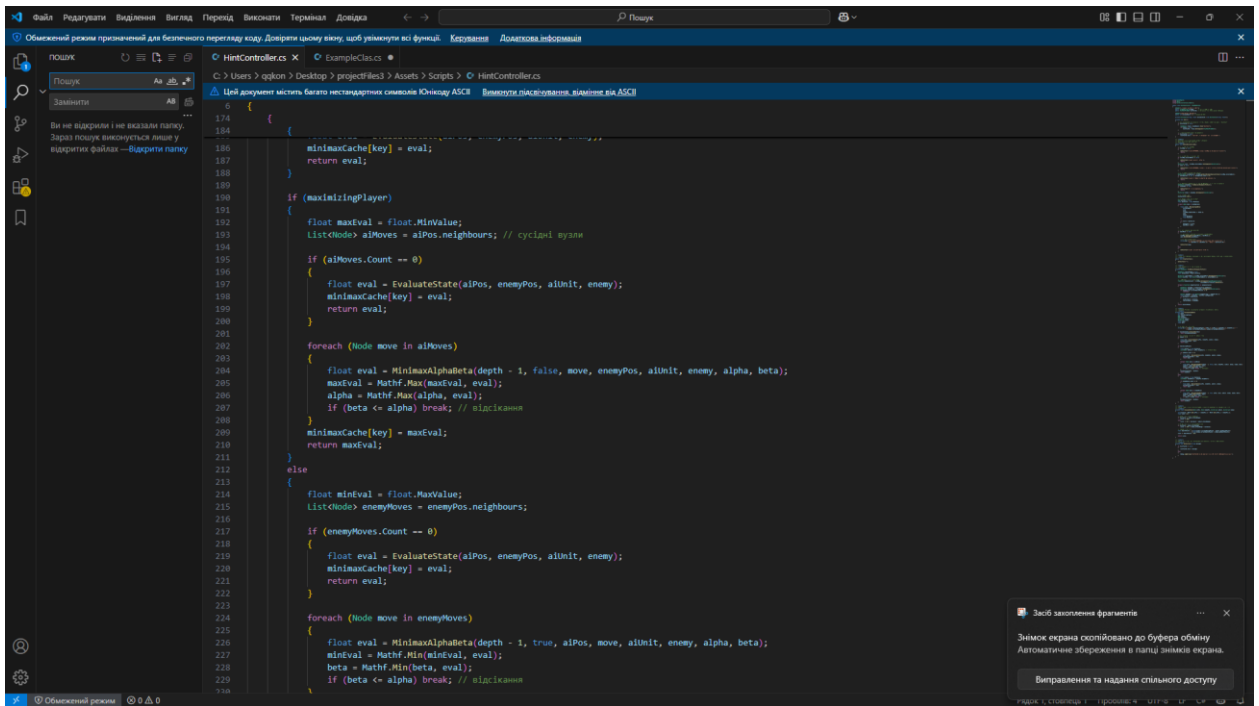 Файл Редагувати Виділення Вигляд Перехід Виконати Термінал Довідка
Пошук
Обмежений режим призначений для безпечного перегляду коду. Довіряти цьому вікну, щоб увімкнути всі функції. Керування Додаткова інформація
ПОШУК
HintController.cs
ExampleClas.cs
C: > Users > qqkon > Desktop > projectFiles3 > Assets > Scripts > HintController.cs
Цей документ містить багато нестандартних символів Юнікоду ASCII Вимкнути підсвічування, відмінне від ASCII
Пошук
Замінити
Ви не відкрили і не вказали папку.
Зараз пошук виконується лише у
відкритих файлах —Відкрити папку
6 {
174 {
184 {
186 minimaxCache[key] = eval;
187 return eval;
188 }
189
190 if (maximizingPlayer)
191 {
192 float maxEval = float.MinValue;
193 List<Node> aiMoves = aiPos.neighbours; // сусідні вузли
194
195 if (aiMoves.Count == 0)
196 {
197 float eval = EvaluateState(aiPos, enemyPos, aiUnit, enemy);
198 minimaxCache[key] = eval;
199 return eval;
200 }
201
202 foreach (Node move in aiMoves)
203 {
204 float eval = MinimaxAlphaBeta(depth - 1, false, move, enemyPos, aiUnit, enemy, alpha, beta);
205 maxEval = Mathf.Max(maxEval, eval);
206 alpha = Mathf.Max(alpha, eval);
207 if (beta <= alpha) break; // відсікання
208 }
209 minimaxCache[key] = maxEval;
210 return maxEval;
211 }
212 else
213 {
214 float minEval = float.MaxValue;
215 List<Node> enemyMoves = enemyPos.neighbours;
216
217 if (enemyMoves.Count == 0)
218 {
219 float eval = EvaluateState(aiPos, enemyPos, aiUnit, enemy);
220 minimaxCache[key] = eval;
221 return eval;
222 }
223
224 foreach (Node move in enemyMoves)
225 {
226 float eval = MinimaxAlphaBeta(depth - 1, true, aiPos, move, aiUnit, enemy, alpha, beta);
227 minEval = Mathf.Min(minEval, eval);
228 beta = Mathf.Min(beta, eval);
229 if (beta <= alpha) break; // відсікання
230 }
Засіб захоплення фрагментів
Знімок екрана скопійовано до буфера обміну
Автоматичне збереження в папці знімків екрана.
Виправлення та надання спільного доступу
Обмежений режим 0 0